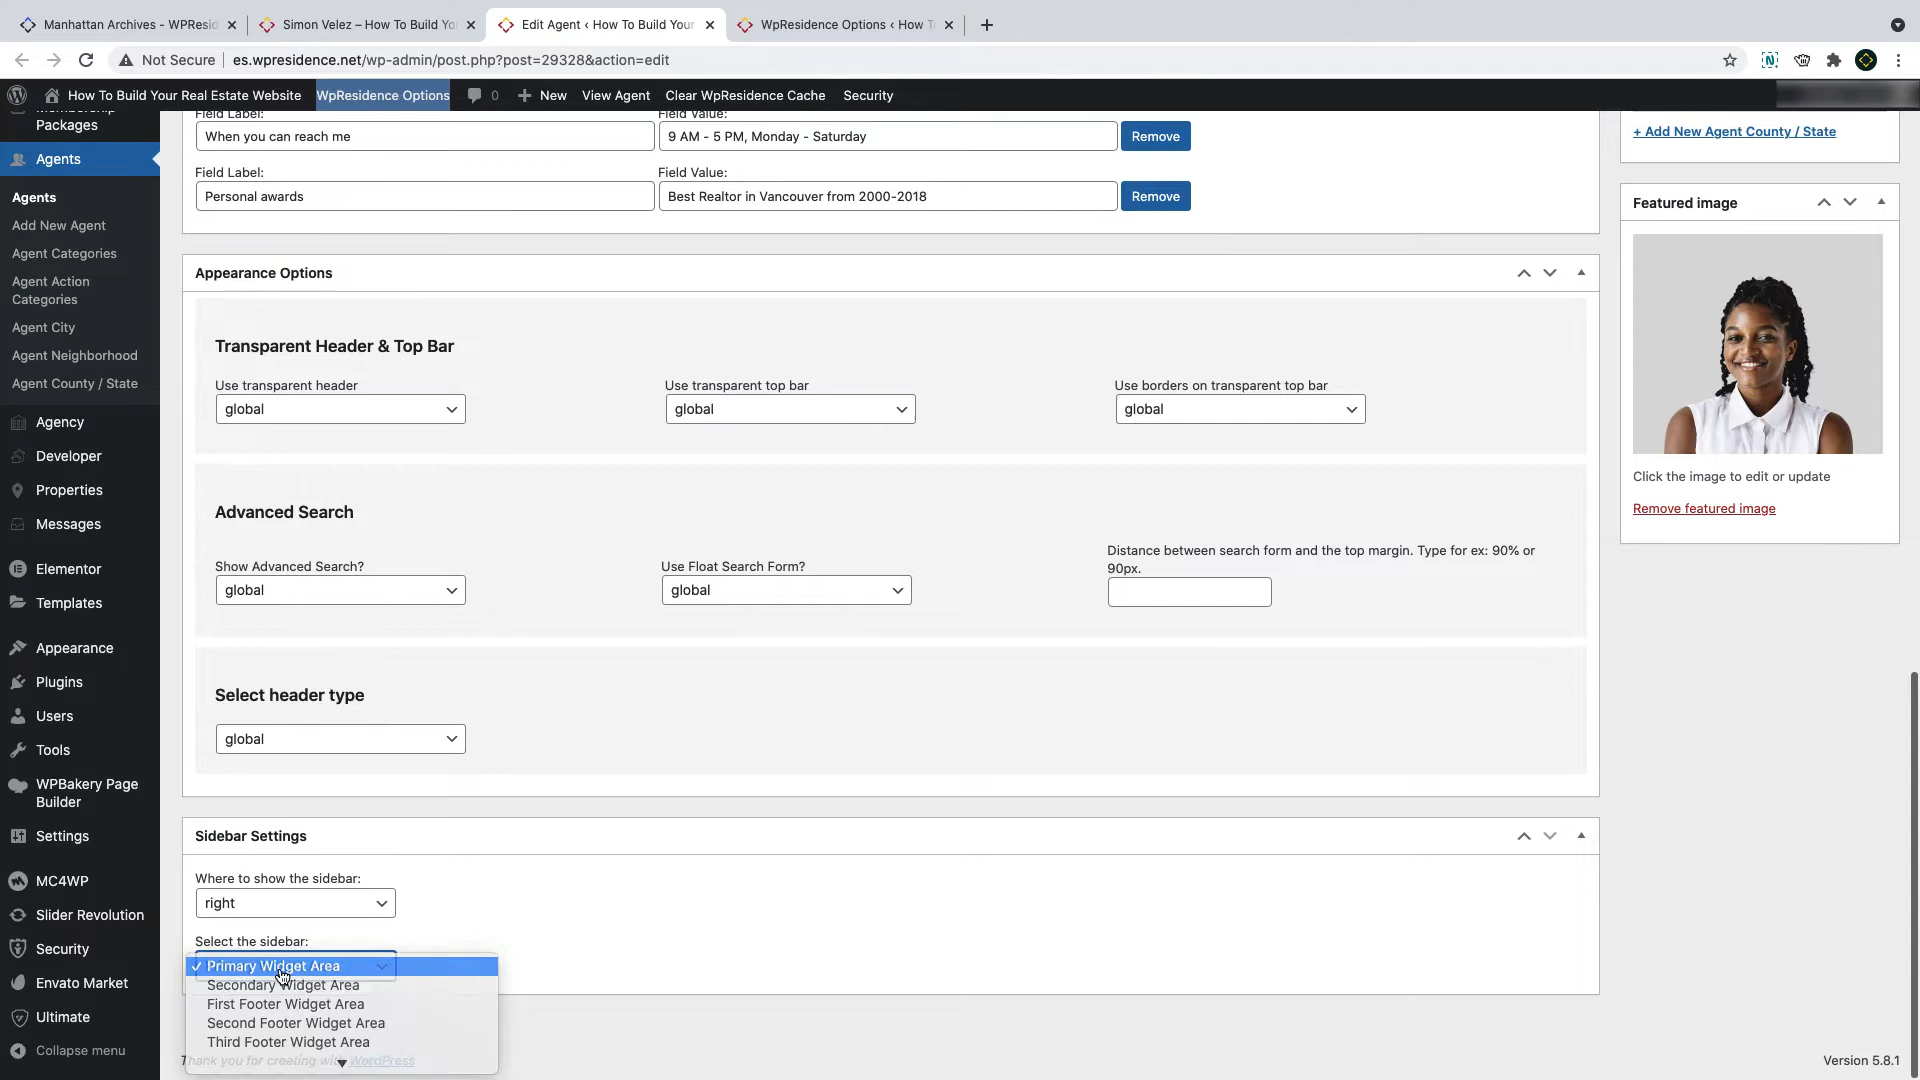 Manhattan Archives - WPResid
Simon Velez – How To Build Yo
Edit Agent ‹ How To Build Your
WpResidence Options ‹ How T
Not Secure
es.wpresidence.net/wp-admin/post.php?post=29328&action=edit
How To Build Your Real Estate Website
WpResidence Options
0
New
View Agent
Clear WpResidence Cache
Security
Packages
Agents
Agents
Add New Agent
Agent Categories
Agent Action
Categories
Agent City
Agent Neighborhood
Agent County / State
Agency
Developer
Properties
Messages
Elementor
Templates
Appearance
Plugins
Users
Tools
WPBakery Page
Builder
Settings
MC4WP
Slider Revolution
Security
Envato Market
Ultimate
Collapse menu
Field Label:
Field Value:
When you can reach me
9 AM - 5 PM, Monday - Saturday
Remove
Field Label:
Field Value:
Personal awards
Best Realtor in Vancouver from 2000-2018
Remove
Appearance Options
Transparent Header & Top Bar
Use transparent header
Use transparent top bar
Use borders on transparent top bar
global
global
global
Advanced Search
Show Advanced Search?
Use Float Search Form?
Distance between search form and the top margin. Type for ex: 90% or
90px.
global
global
Select header type
global
Sidebar Settings
Where to show the sidebar:
right
Select the sidebar:
✓ Primary Widget Area
Secondary Widget Area
First Footer Widget Area
Second Footer Widget Area
Third Footer Widget Area
Thank you for creating with WordPress
Version 5.8.1
+ Add New Agent County / State
Featured image
Click the image to edit or update
Remove featured image